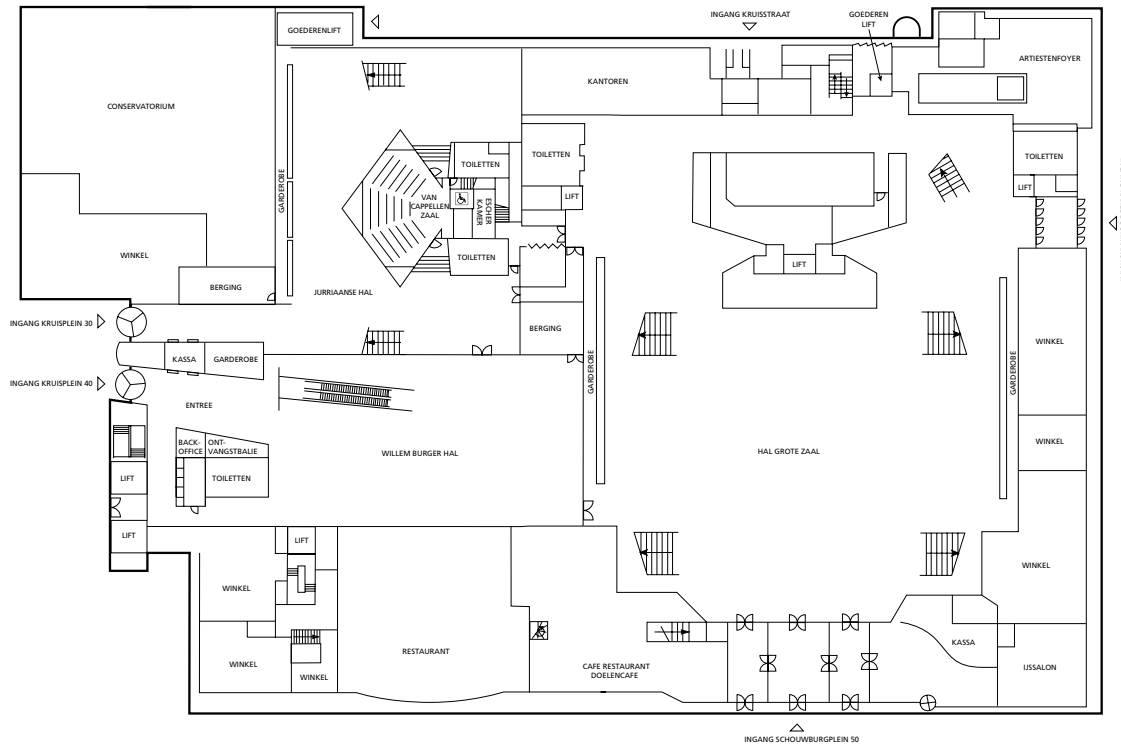 INGANG KRUISSTRAAT
GOEDEREN
LIFT
GOEDERENLIFT
ARTIESTENFOYER
KANTOREN
CONSERVATORIUM
TOILETTEN
TOILETTEN
TOILETTEN
GARDEROBE
LIFT
LIFT
VAN
CAPPELLEN
ZAAL
ESCHER
KAMER
WINKEL
TOILETTEN
LIFT
BERGING
JURRIAANSE HAL
INGANG KRUISPLEIN 30
BERGING
WINKEL
KASSA
GARDEROBE
GARDEROBE
GARDEROBE
INGANG KRUISPLEIN 40
ENTREE
BACK-
OFFICE
ONT-
VANGSTBALIE
WILLEM BURGER HAL
HAL GROTE ZAAL
WINKEL
LIFT
TOILETTEN
LIFT
LIFT
WINKEL
WINKEL
RESTAURANT
KASSA
WINKEL
WINKEL
CAFE RESTAURANT
DOELENCAFE
IJSSALON
INGANG SCHOUWBURGPLEIN 50